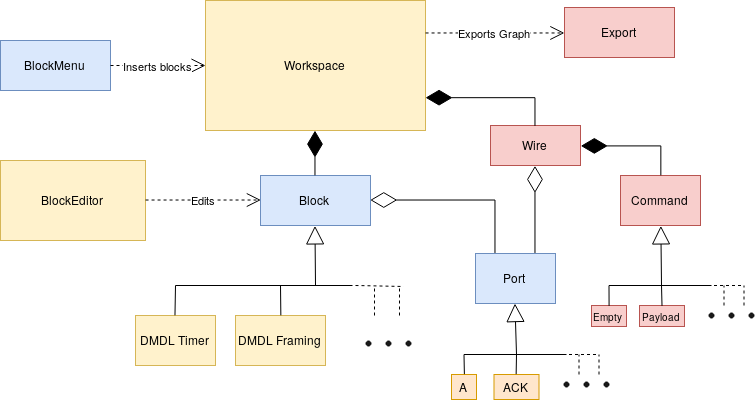 Exports Graph
Export
BlockMenu
Inserts blocks
Workspace
Wire
BlockEditor
Edits
Block
Command
Port
Empty
Payload
DMDL Timer
DMDL Framing
A
ACK